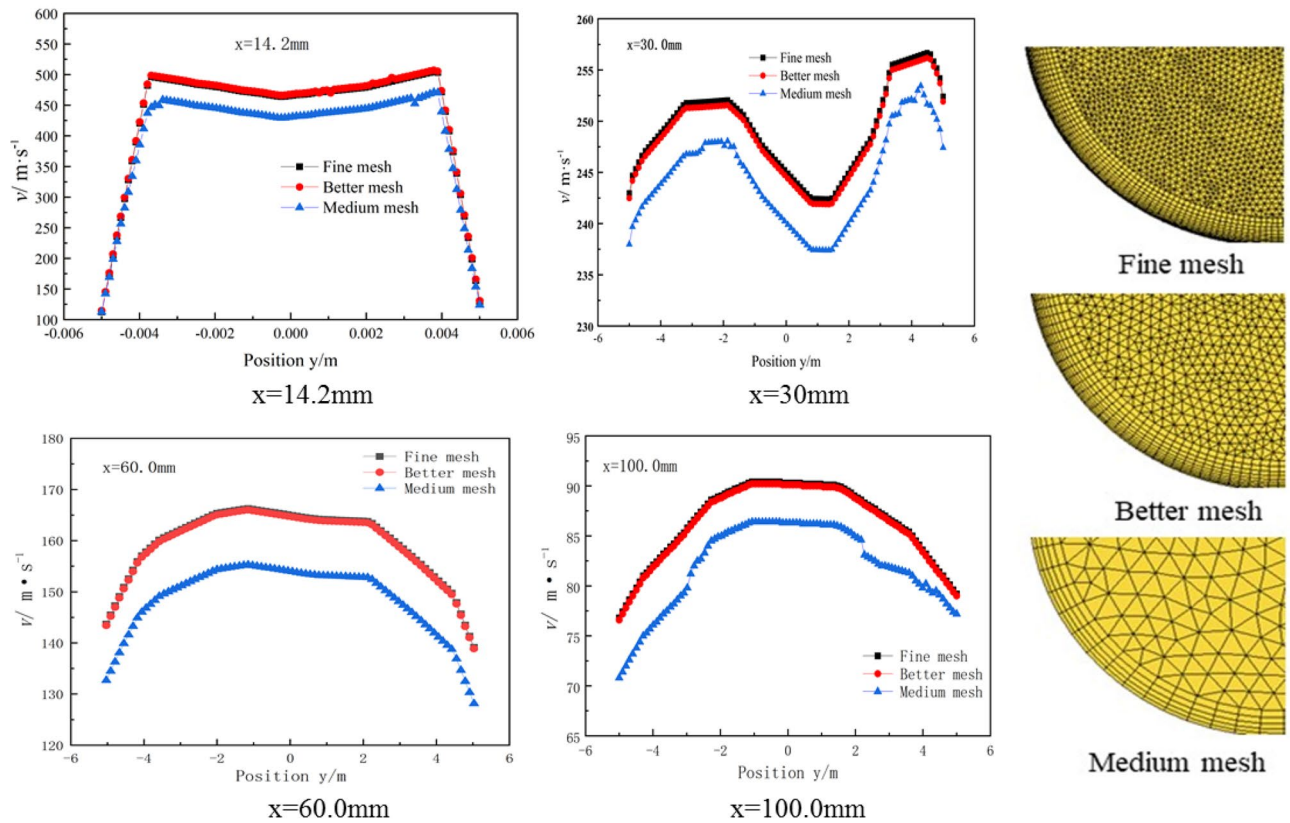 600
550
500
450
400
350
300
250
200
150
100
v/ m s⁻¹
x=14.2mm
Fine mesh
Better mesh
Medium mesh
-0.006 -0.004 -0.002 0.000 0.002 0.004 0.006
Position y/m
x=14.2mm
260
255
250
245
240
235
230
v/ m·s⁻¹
x=30.0mm
Fine mesh
Better mesh
Medium mesh
-6 -4 -2 0 2 4 6
Position y/m
x=30mm
Fine mesh
Better mesh
Medium mesh
180
170
160
150
140
130
120
v/ m•s⁻¹
x=60.0mm
Fine mesh
Better mesh
Medium mesh
-6 -4 -2 0 2 4 6
Position y/m
x=60.0mm
95
90
85
80
75
70
65
v/ m•s⁻¹
x=100.0mm
Fine mesh
Better mesh
Medium mesh
-6 -4 -2 0 2 4 6
Position y/m
x=100.0mm